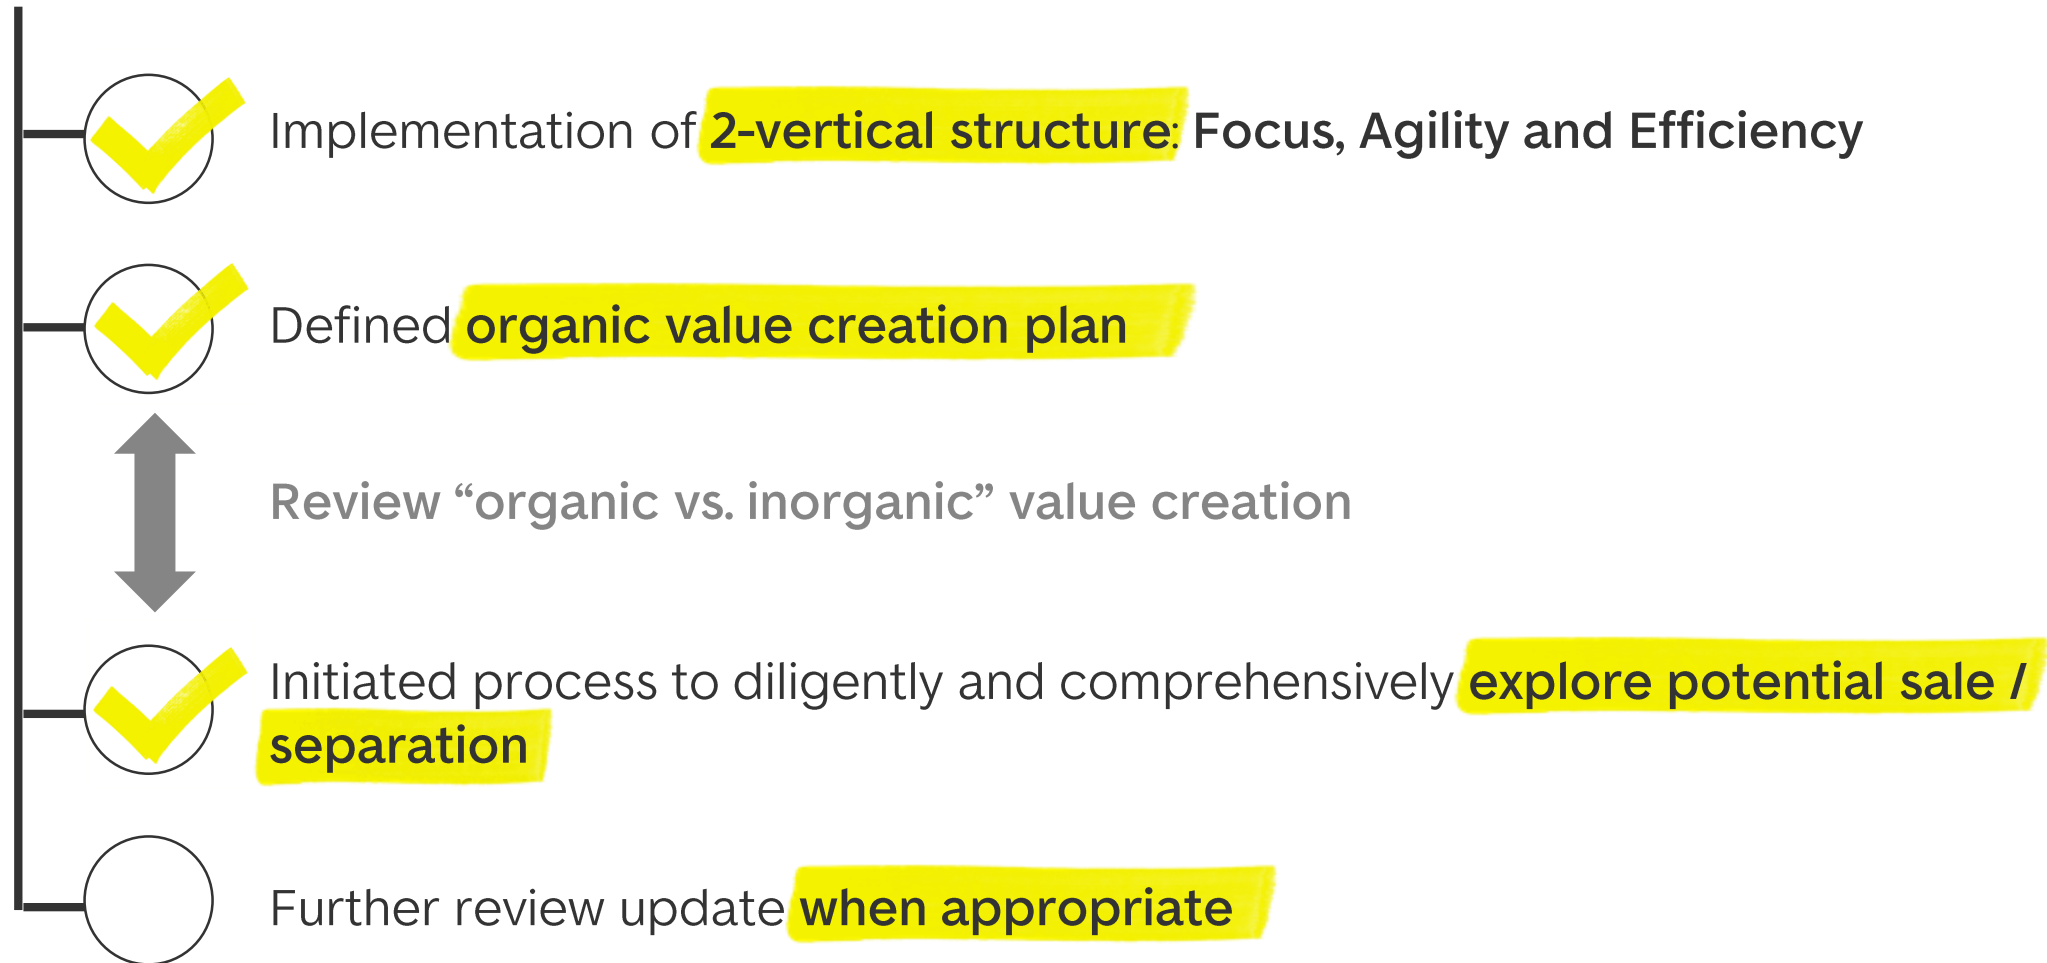 Implementation of 2-vertical structure: Focus, Agility and Efficiency
Defined organic value creation plan
Review “organic vs. inorganic” value creation
Initiated process to diligently and comprehensively explore potential sale /
separation
Further review update when appropriate